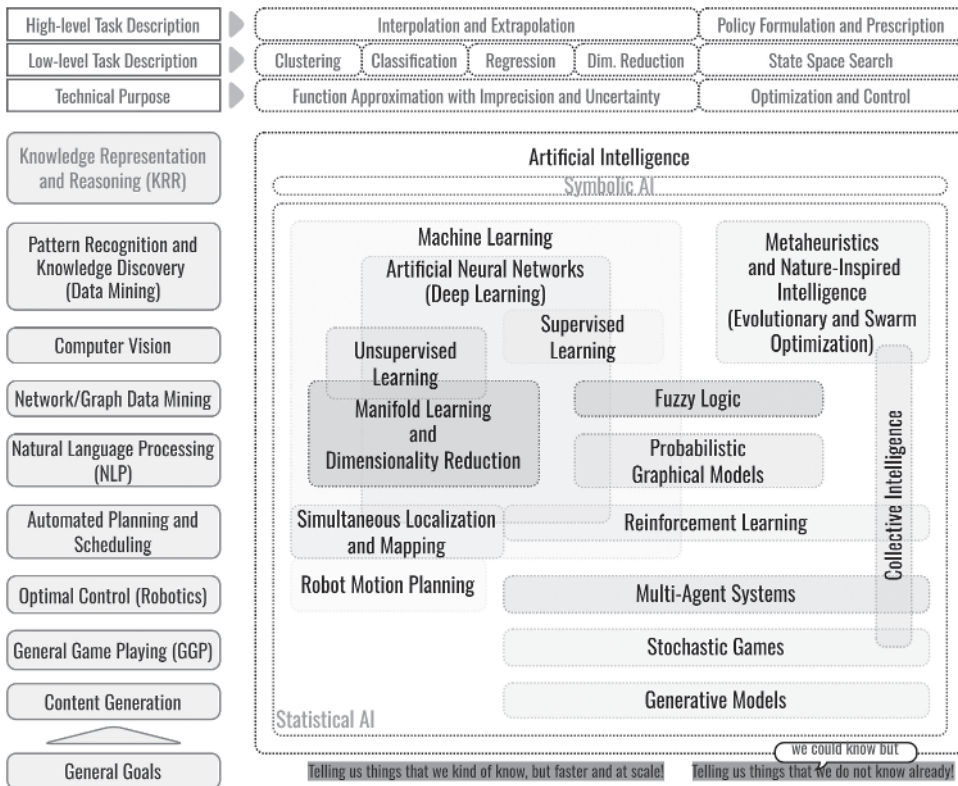 High-level Task Description
Interpolation and Extrapolation
Policy Formulation and Prescription
Low-level Task Description
Clustering
Classification
Regression
Dim. Reduction
State Space Search
Technical Purpose
Function Approximation with Imprecision and Uncertainty
Optimization and Control
Knowledge Representation
and Reasoning (KRR)
Pattern Recognition and
Knowledge Discovery
(Data Mining)
Computer Vision
Network/Graph Data Mining
Natural Language Processing
(NLP)
Automated Planning and
Scheduling
Optimal Control (Robotics)
General Game Playing (GGP)
Content Generation
General Goals
Artificial Intelligence
Symbolic AI
Machine Learning
Artificial Neural Networks
(Deep Learning)
Supervised
Learning
Unsupervised
Learning
Manifold Learning
and
Dimensionality Reduction
Simultaneous Localization
and Mapping
Robot Motion Planning
Metaheuristics
and Nature-Inspired
Intelligence
(Evolutionary and Swarm
Optimization)
Fuzzy Logic
Probabilistic
Graphical Models
Reinforcement Learning
Collective Intelligence
Multi-Agent Systems
Stochastic Games
Generative Models
Statistical AI
Telling us things that we kind of know, but faster and at scale!
we could know but
Telling us things that we do not know already!